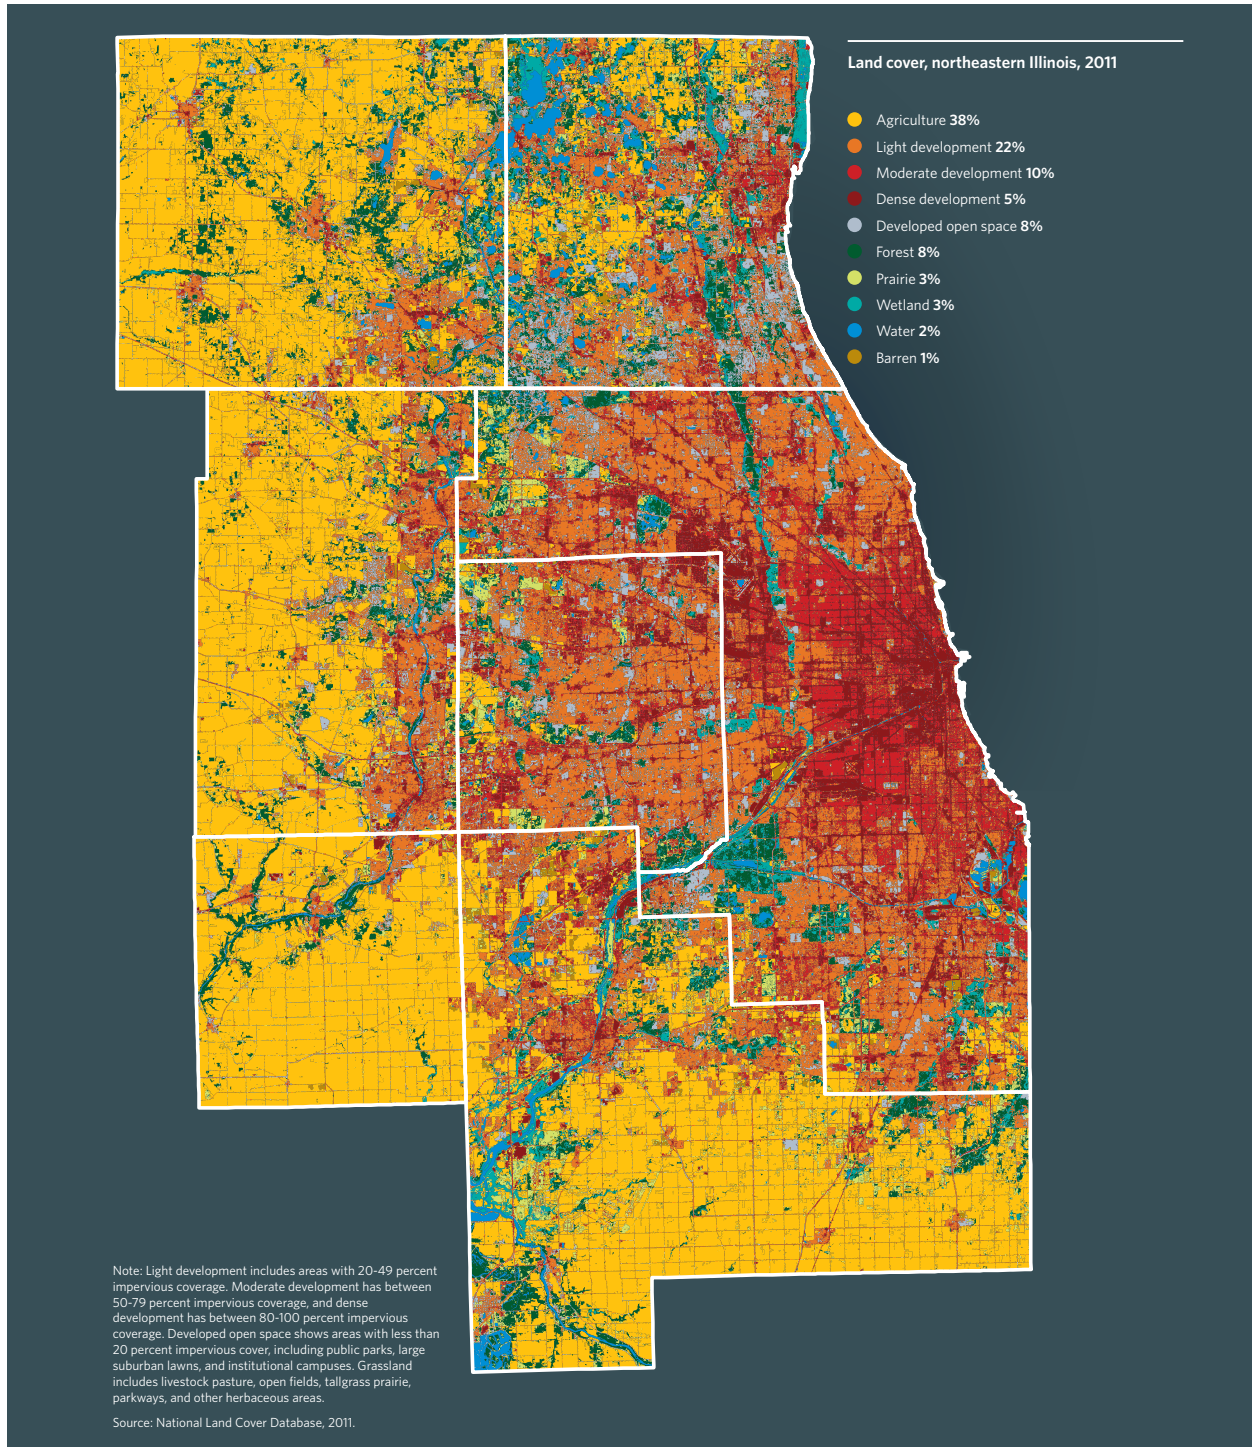 Land cover, northeastern Illinois, 2011
Agriculture 38%
Light development 22%
Moderate development 10%
Dense development 5%
Developed open space 8%
Forest 8%
Prairie 3%
Wetland 3%
Water 2%
Barren 1%
Note: Light development includes areas with 20-49 percent
impervious coverage. Moderate development has between
50-79 percent impervious coverage, and dense
development has between 80-100 percent impervious
coverage. Developed open space shows areas with less than
20 percent impervious cover, including public parks, large
suburban lawns, and institutional campuses. Grassland
includes livestock pasture, open fields, tallgrass prairie,
parkways, and other herbaceous areas.
Source: National Land Cover Database, 2011.